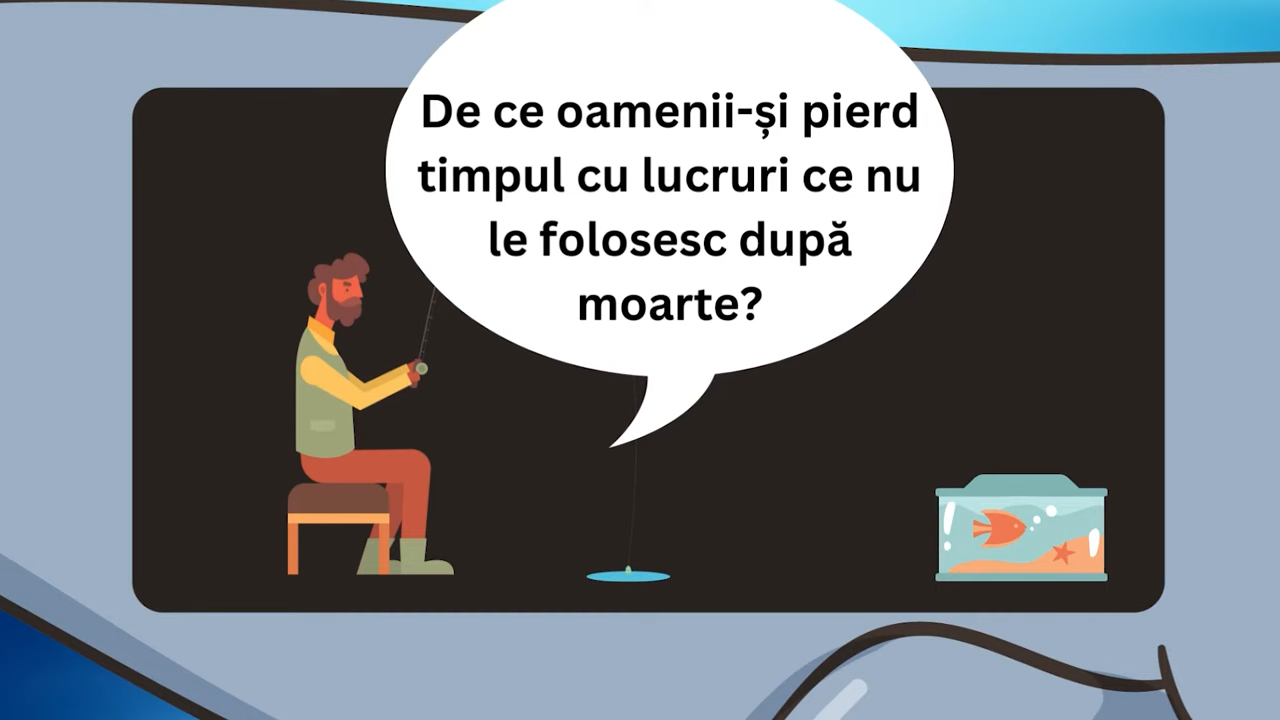 De ce oamenii-și pierd
timpul cu lucruri ce nu
le folosesc după
moarte?